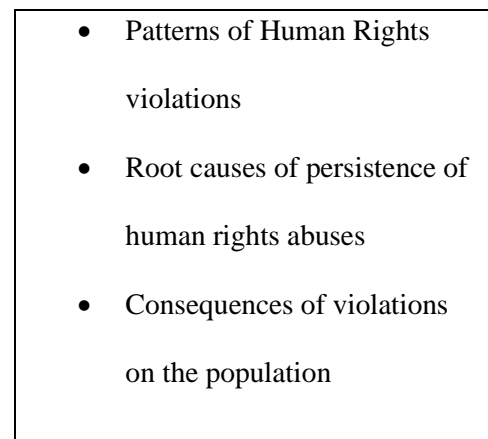 • Patterns of Human Rights
violations
• Root causes of persistence of
human rights abuses
• Consequences of violations
on the population